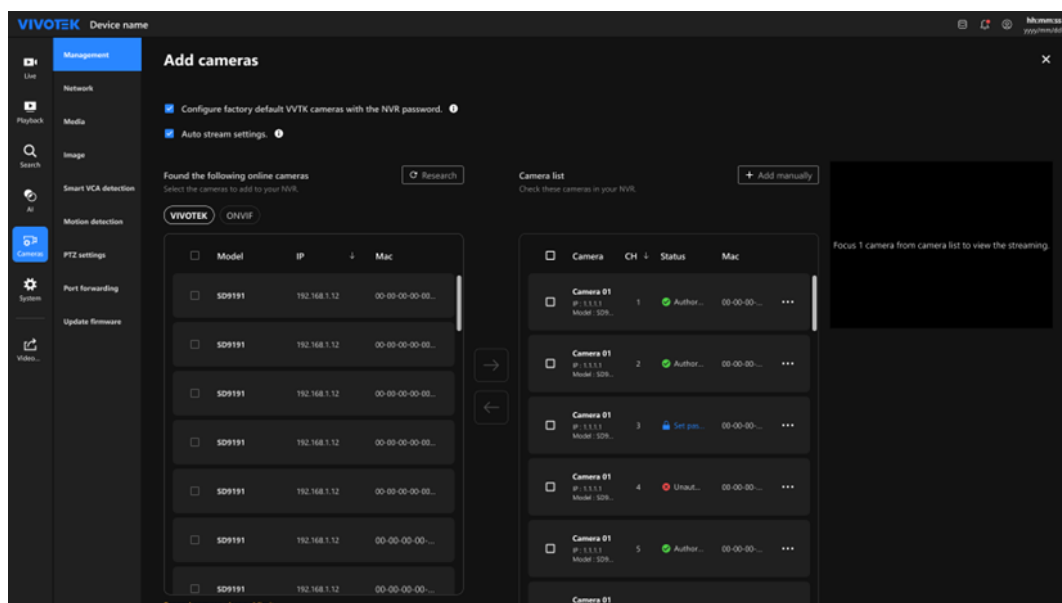 VIVOTEK Device name
hh:mm:ss
yyyy/mm/dd
Live
Playback
Search
AI
Cameras
System
Video...
Management
Network
Media
Image
Smart VCA detection
Motion detection
PTZ settings
Port forwarding
Update firmware
Add cameras
Configure factory default VVTK cameras with the NVR password.
Auto stream settings.
Found the following online cameras
Select the cameras to add to your NVR.
Research
VIVOTEK ONVIF
Model IP Mac
SD9191 192.168.1.12 00-00-00-00-00...
SD9191 192.168.1.12 00-00-00-00-00...
SD9191 192.168.1.12 00-00-00-00-00...
SD9191 192.168.1.12 00-00-00-00-00...
SD9191 192.168.1.12 00-00-00-00-00...
SD9191 192.168.1.12 00-00-00-00-...
SD9191 192.168.1.12 00-00-00-00-...
Camera list
Check these cameras in your NVR.
+ Add manually
Camera CH Status Mac
Camera 01
IP : 1.1.1.1
Model : SD9...
1 Author... 00-00-00-...
Camera 01
IP : 1.1.1.1
Model : SD9...
2 Author... 00-00-00-...
Camera 01
IP : 1.1.1.1
Model : SD9...
3 Set pas... 00-00-00-...
Camera 01
IP : 1.1.1.1
Model : SD9...
4 Unaut... 00-00-00-...
Camera 01
IP : 1.1.1.1
Model : SD9...
5 Author... 00-00-00-...
Camera 01
Focus 1 camera from camera list to view the streaming.